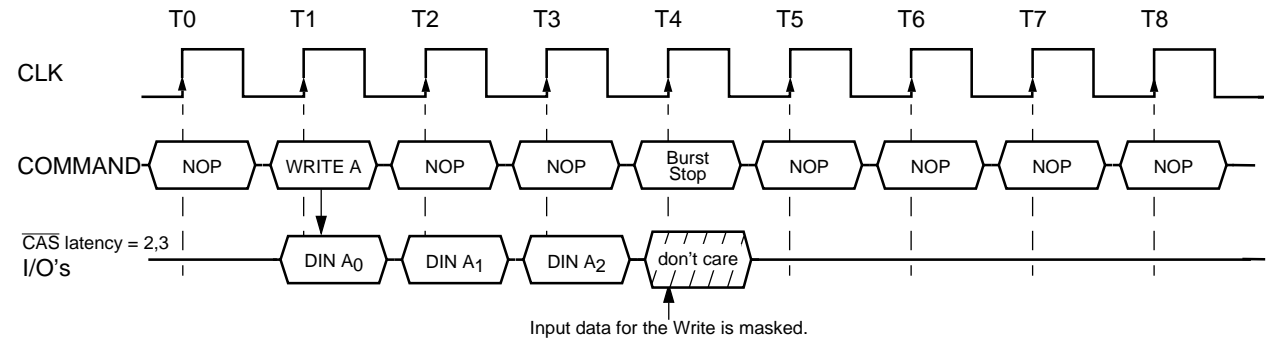 T0 T1 T2 T3 T4 T5 T6 T7 T8
CLK
COMMAND NOP WRITE A NOP NOP Burst Stop NOP NOP NOP NOP
CAS latency = 2,3
I/O's DIN A0 DIN A1 DIN A2 don't care
Input data for the Write is masked.